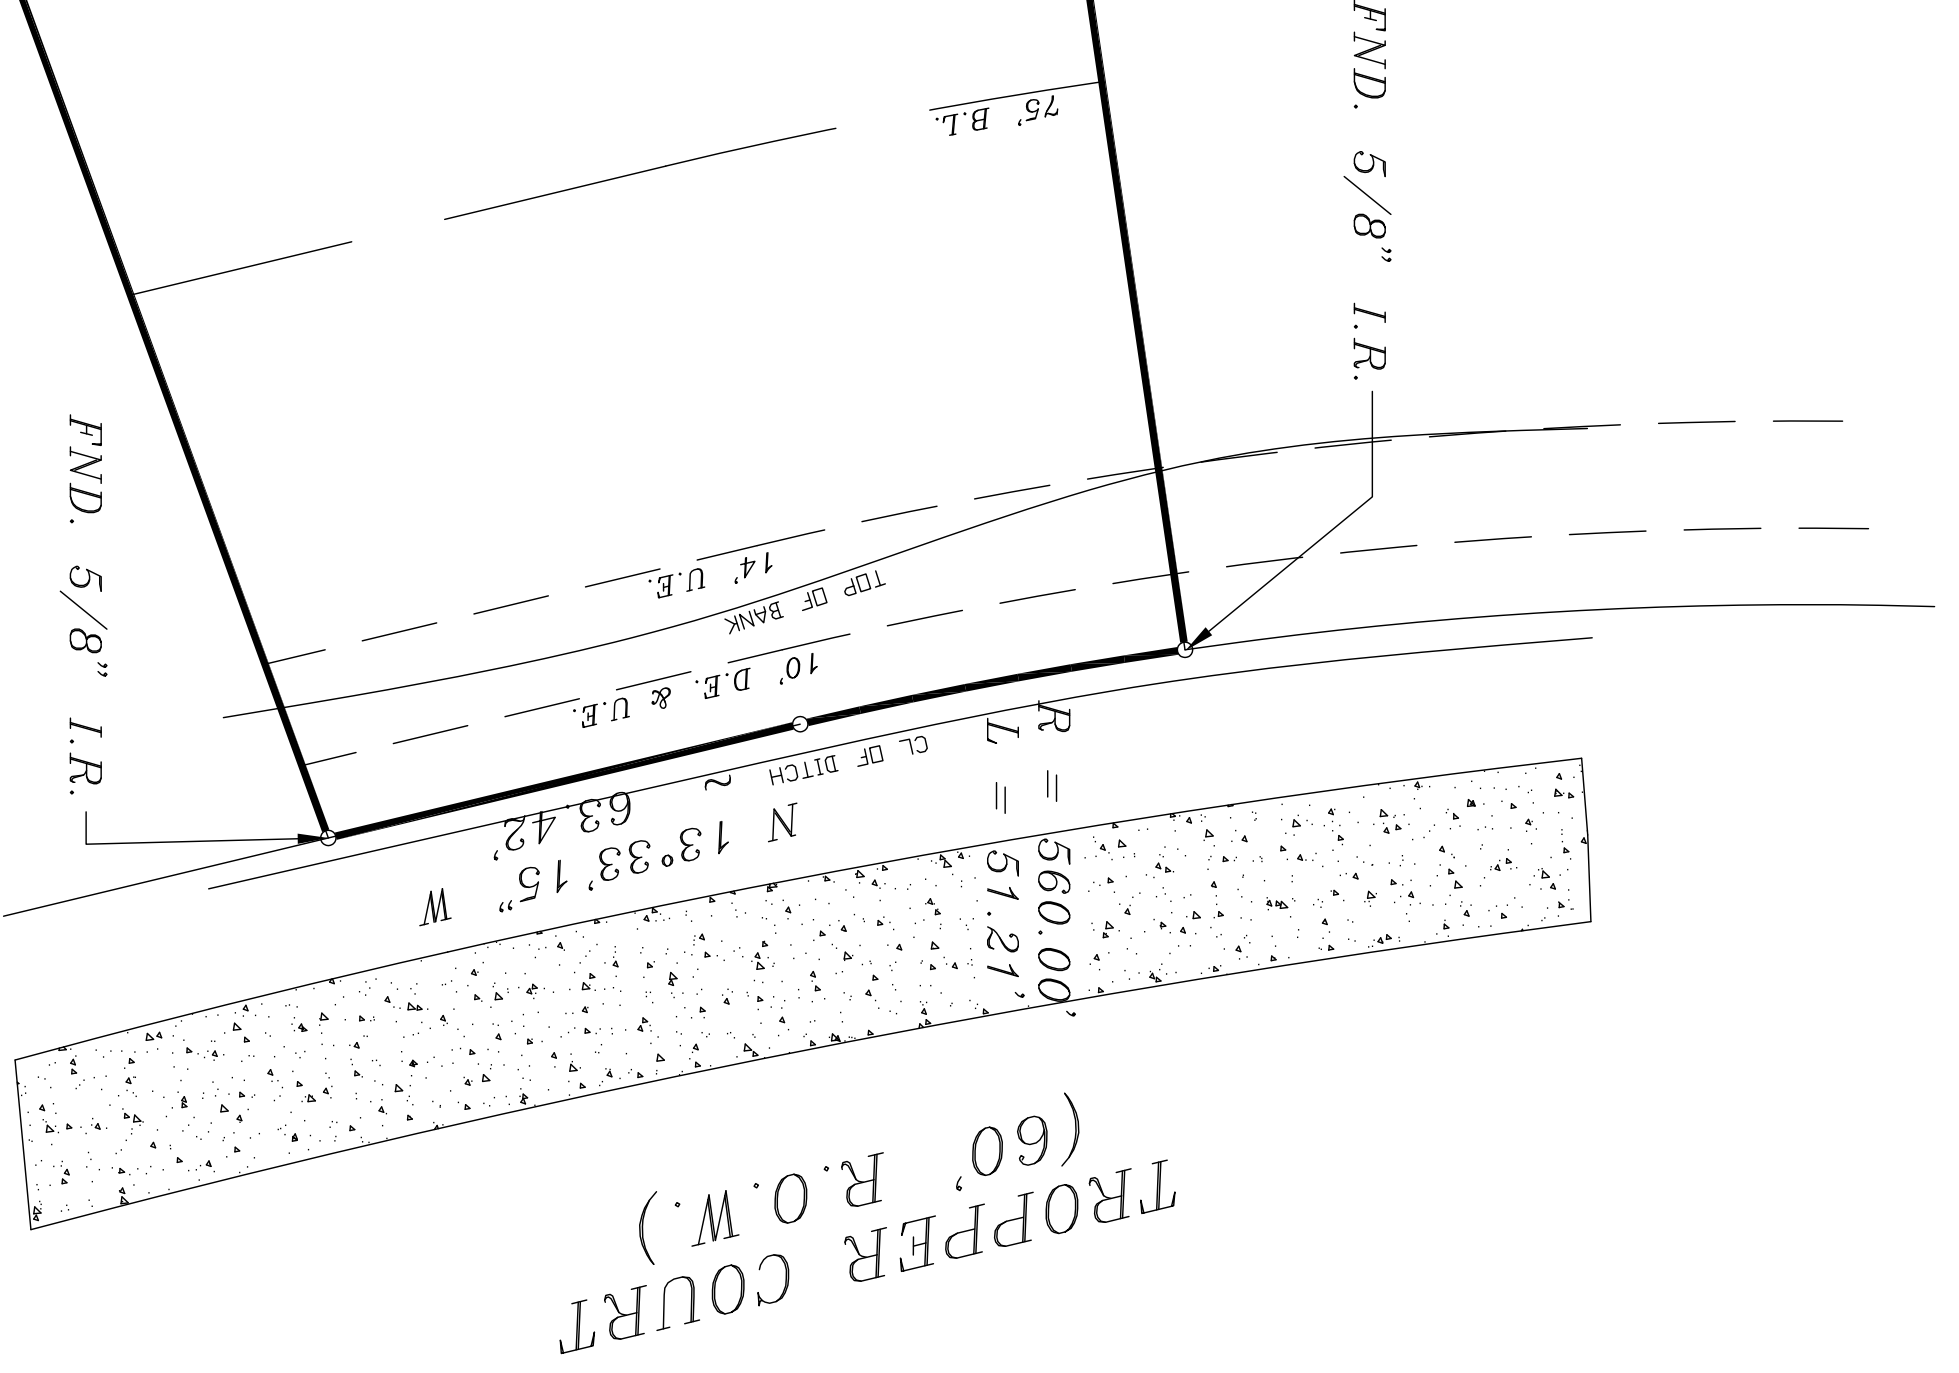 FND. 5/8" I.R.
75' B.L.
FND. 5/8" I.R.
14' U.E.
TOP OF BANK
10' D.E. & U.E.
CL OF DITCH
N 13°33'15" W ~
63.42'
R = 560.00'
L = 51.21'
TROPPER COURT
(60' R.O.W.)